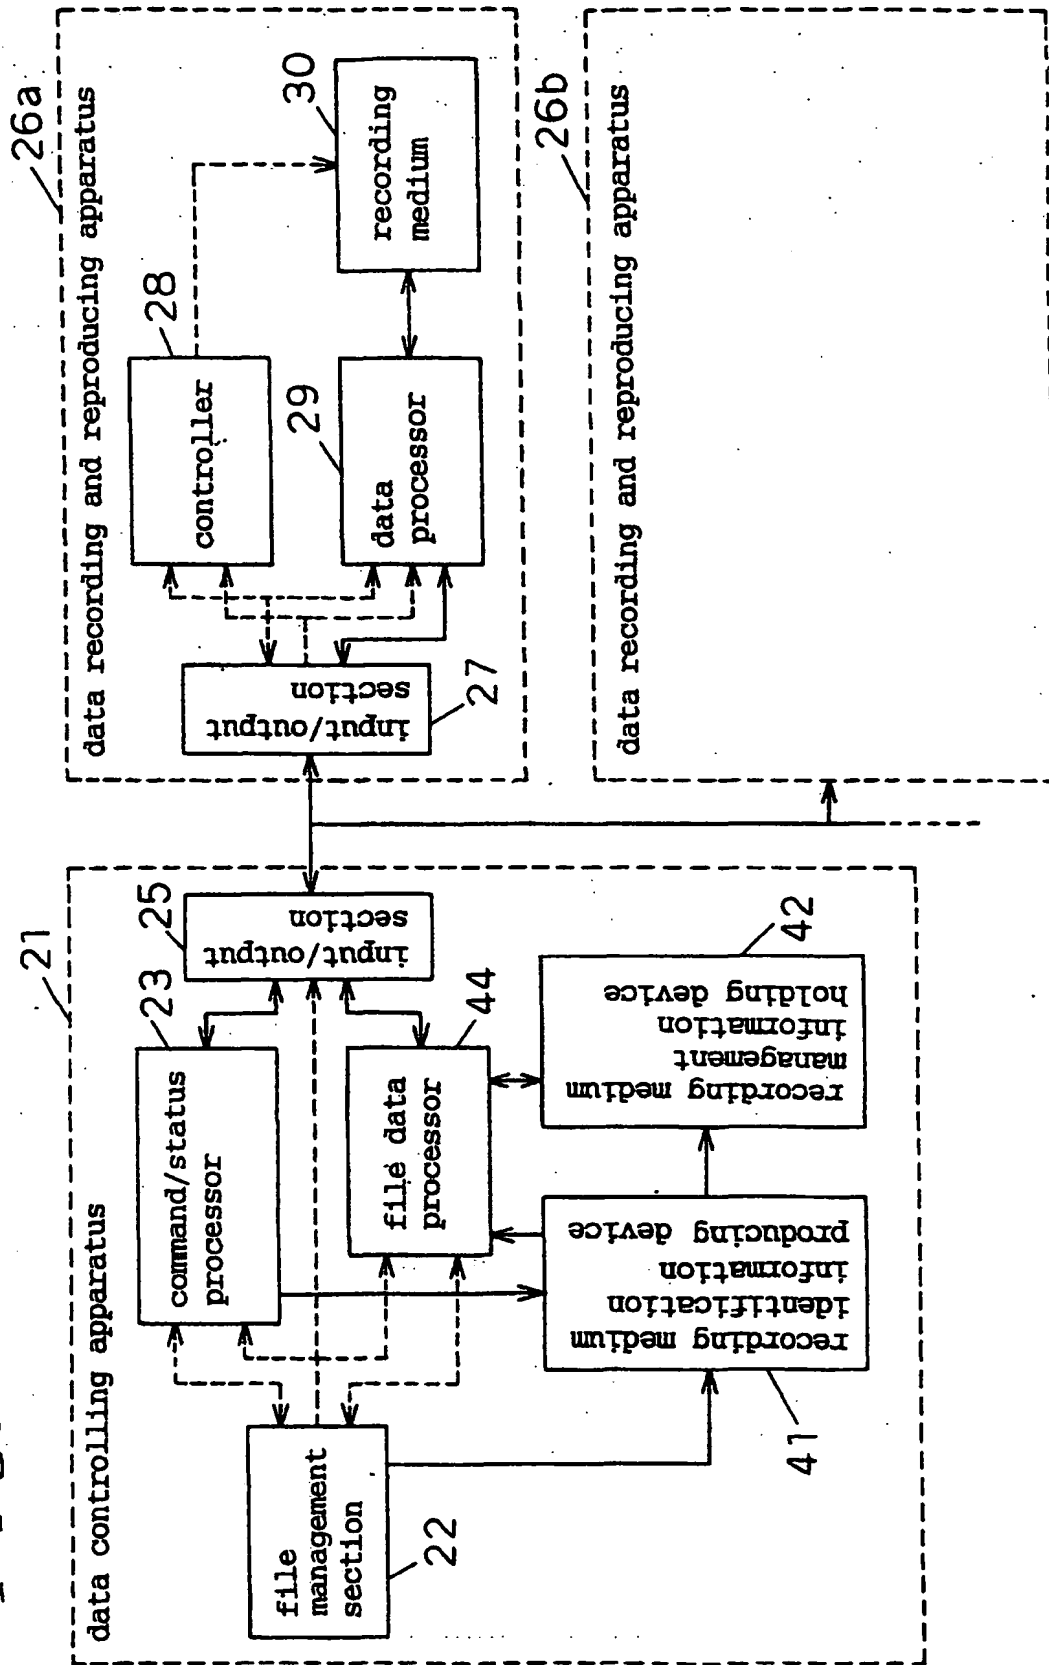 21
data controlling apparatus
file
management
section
22
command/status
processor
23
input/output
section
25
file data
processor
44
recording medium
identification
information
producing device
41
recording medium
management
information
holding device
42
26a
data recording and reproducing apparatus
input/output
section
27
controller
28
data
processor
29
recording
medium
30
26b
data recording and reproducing apparatus